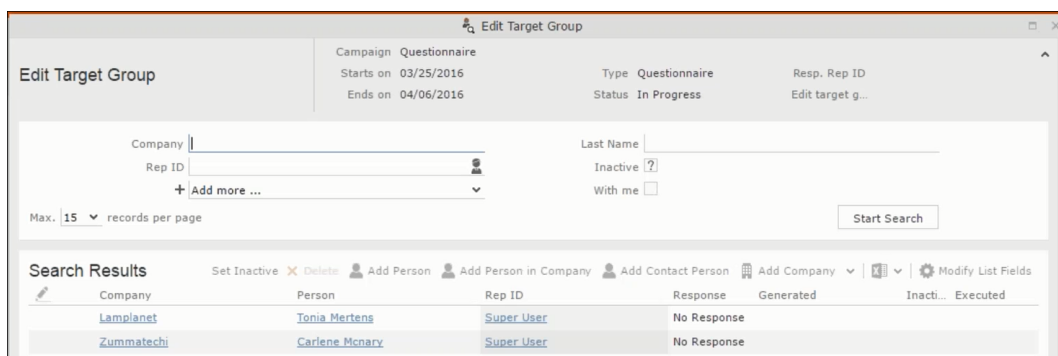 Edit Target Group
Edit Target Group
Campaign Questionnaire
Starts on 03/25/2016 Type Questionnaire Resp. Rep ID
Ends on 04/06/2016 Status In Progress Edit target g...
Company Last Name
Rep ID Inactive ?
+ Add more ... With me
Max. 15 records per page Start Search
Search Results Set Inactive Delete Add Person Add Person in Company Add Contact Person Add Company Modify List Fields
Company Person Rep ID Response Generated Inacti... Executed
Lamplanet Tonia Mertens Super User No Response
Zummatechi Carlene Mcnary Super User No Response